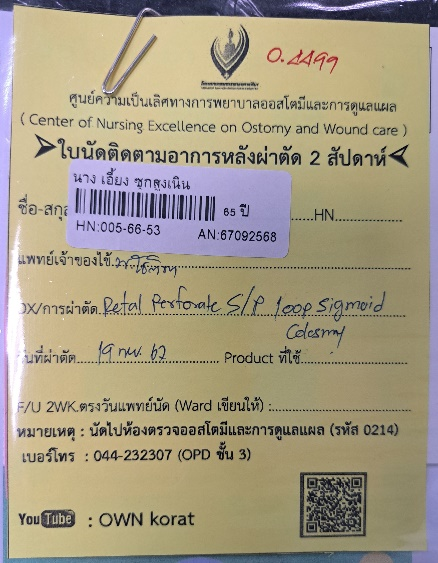 O.4499
ศูนย์ความเป็นเลิศทางการพยาบาลออสโตมีและการดูแลแผล
( Center of Nursing Excellence on Ostomy and Wound care )
ใบนัดติดตามอาการหลังผ่าตัด 2 สัปดาห์
นาง เอี้ยง ชุกสูงเนิน
ชื่อ-สกุ 65 ปี HN.
HN:005-66-53 AN:67092568
แพทย์เจ้าของไข้
DX/การผ่าตัด Retal Perforate S/P loop sigmoid
Colosmy
วันที่ผ่าตัด 19 กพ. 67 Product ที่ใช้
F/U 2WK.ตรงวันแพทย์นัด (Ward เขียนให้) :
หมายเหตุ : นัดไปห้องตรวจออสโตมีและการดูแลแผล (รหัส 0214)
เบอร์โทร : 044-232307 (OPD ชั้น 3)
YouTube : OWN korat